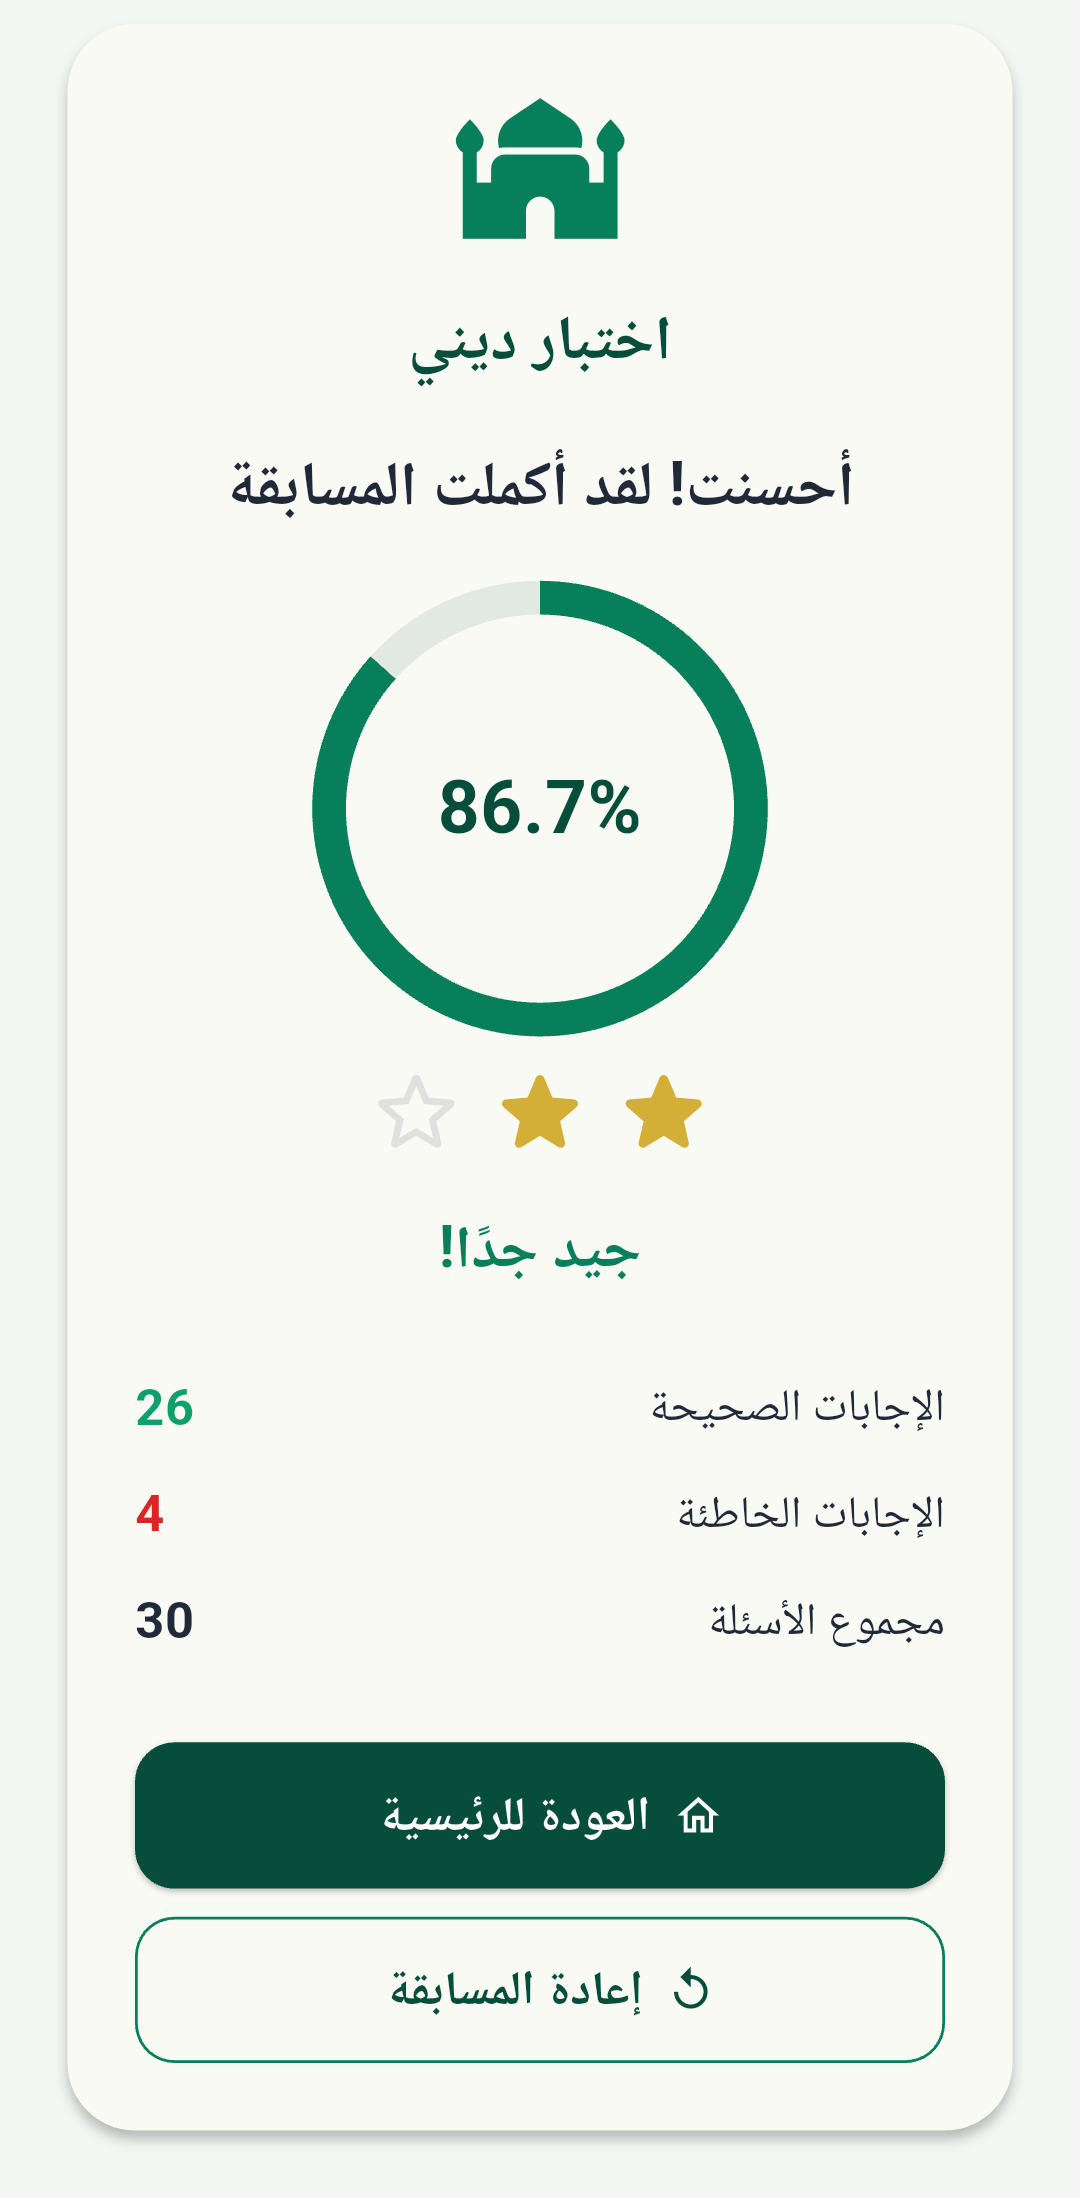 اختبار ديني
أحسنت! لقد أكملت المسابقة
86.7%
جيد جدًا!
الإجابات الصحيحة 26
الإجابات الخاطئة 4
مجموع الأسئلة 30
العودة للرئيسية
إعادة المسابقة